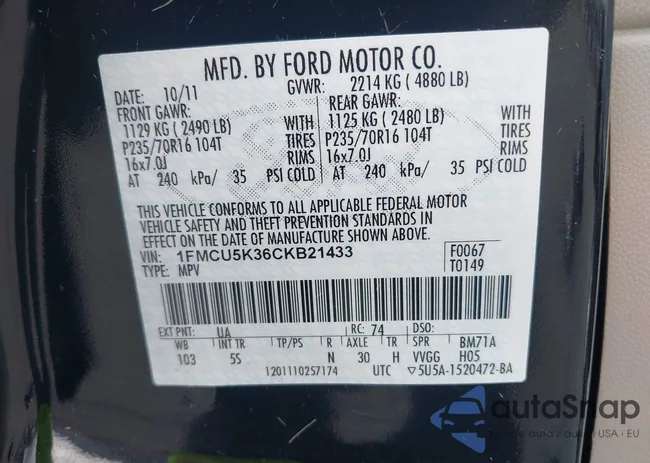 MFD. BY FORD MOTOR CO.
DATE: 10/11 GVWR: 2214 KG ( 4880 LB)
FRONT GAWR: REAR GAWR:
1129 KG ( 2490 LB) WITH 1125 KG ( 2480 LB) WITH
P235/70R16 104T TIRES P235/70R16 104T TIRES
16x7.0J RIMS 16x7.0J RIMS
AT 240 kPa/ 35 PSI COLD AT 240 kPa/ 35 PSI COLD
THIS VEHICLE CONFORMS TO ALL APPLICABLE FEDERAL MOTOR
VEHICLE SAFETY AND THEFT PREVENTION STANDARDS IN
EFFECT ON THE DATE OF MANUFACTURE SHOWN ABOVE.
VIN: 1FMCU5K36CKB21433 F0067
TYPE: MPV T0149
EXT PNT: UA RC: 74 DSO:
WB INT TR TP/PS R AXLE TR SPR BM71A
103 5S N 30 H VVGG H05
1201110257174 UTC ▽5U5A-1520472-BA
autoSnap
USA • EU